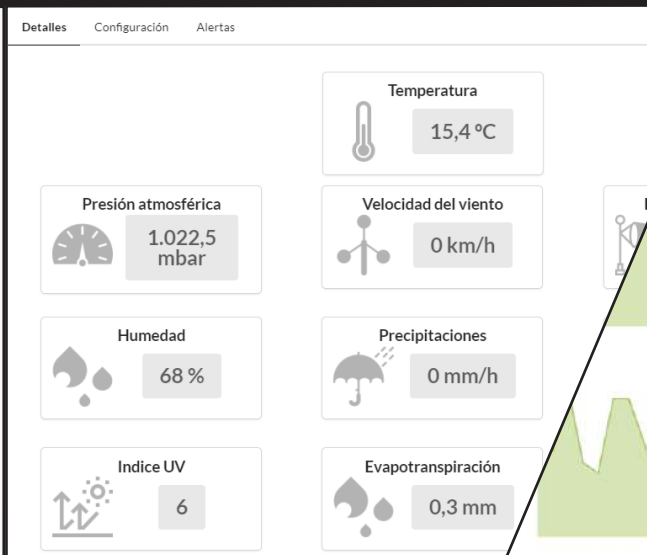 Detalles Configuración Alertas
Temperatura
15,4 ºC
Presión atmosférica
1.022,5
mbar
Velocidad del viento
0 km/h
Humedad
68 %
Precipitaciones
0 mm/h
Indice UV
6
Evapotranspiración
0,3 mm